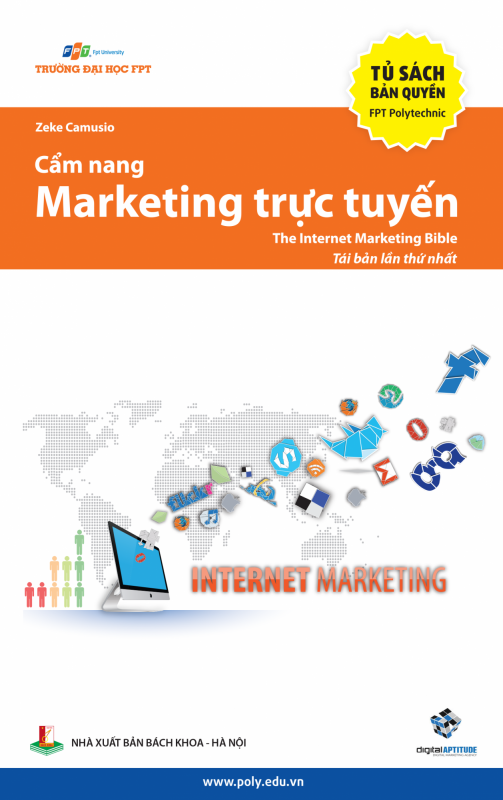 FPT. Fpt University
TRƯỜNG ĐẠI HỌC FPT
TỦ SÁCH
BẢN QUYỀN
FPT Polytechnic
Zeke Camusio
Cẩm nang
Marketing trực tuyến
The Internet Marketing Bible
Tái bản lần thứ nhất
flickr
INTERNET MARKETING
NHÀ XUẤT BẢN BÁCH KHOA - HÀ NỘI
digitalAPTITUDE
www.poly.edu.vn